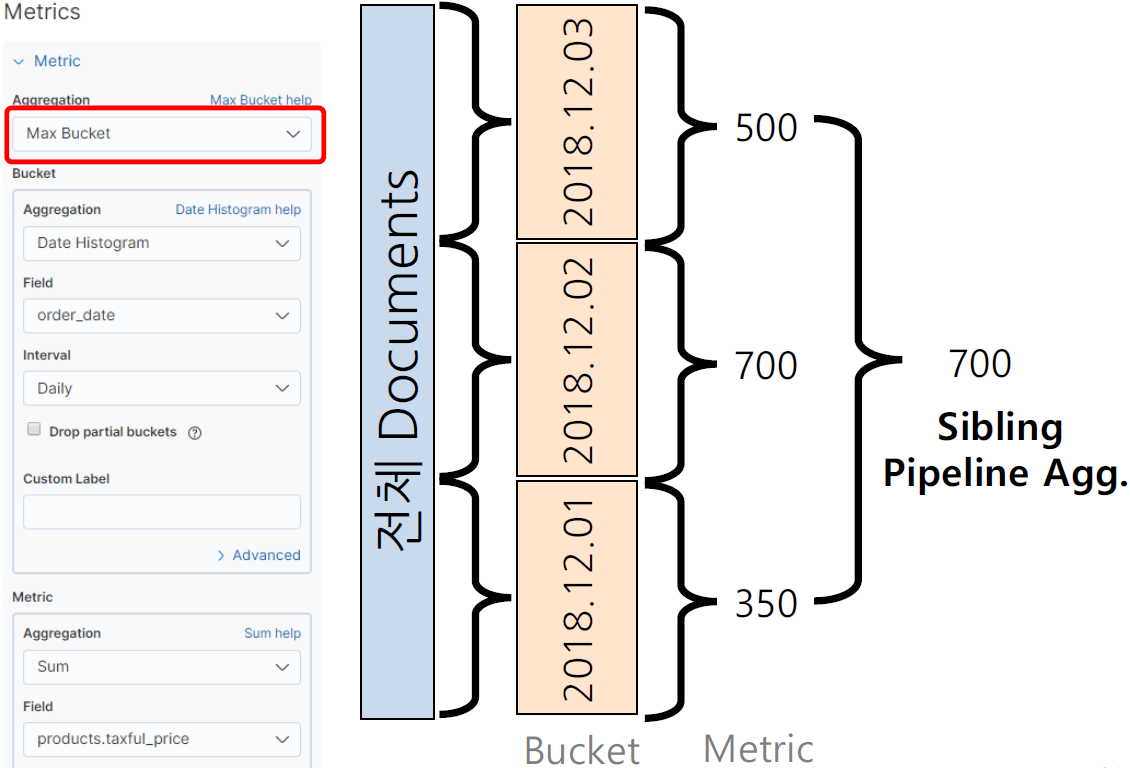 Metrics
Metric
Aggregation
Max Bucket help
Max Bucket
Bucket
Aggregation
Date Histogram help
Date Histogram
Field
order_date
Interval
Daily
Drop partial buckets
Custom Label
Advanced
Metric
Aggregation
Sum help
Sum
Field
products.taxful_price
전체 Documents
2018.12.03
2018.12.02
2018.12.01
Bucket
500
700
350
Metric
700
Sibling
Pipeline Agg.